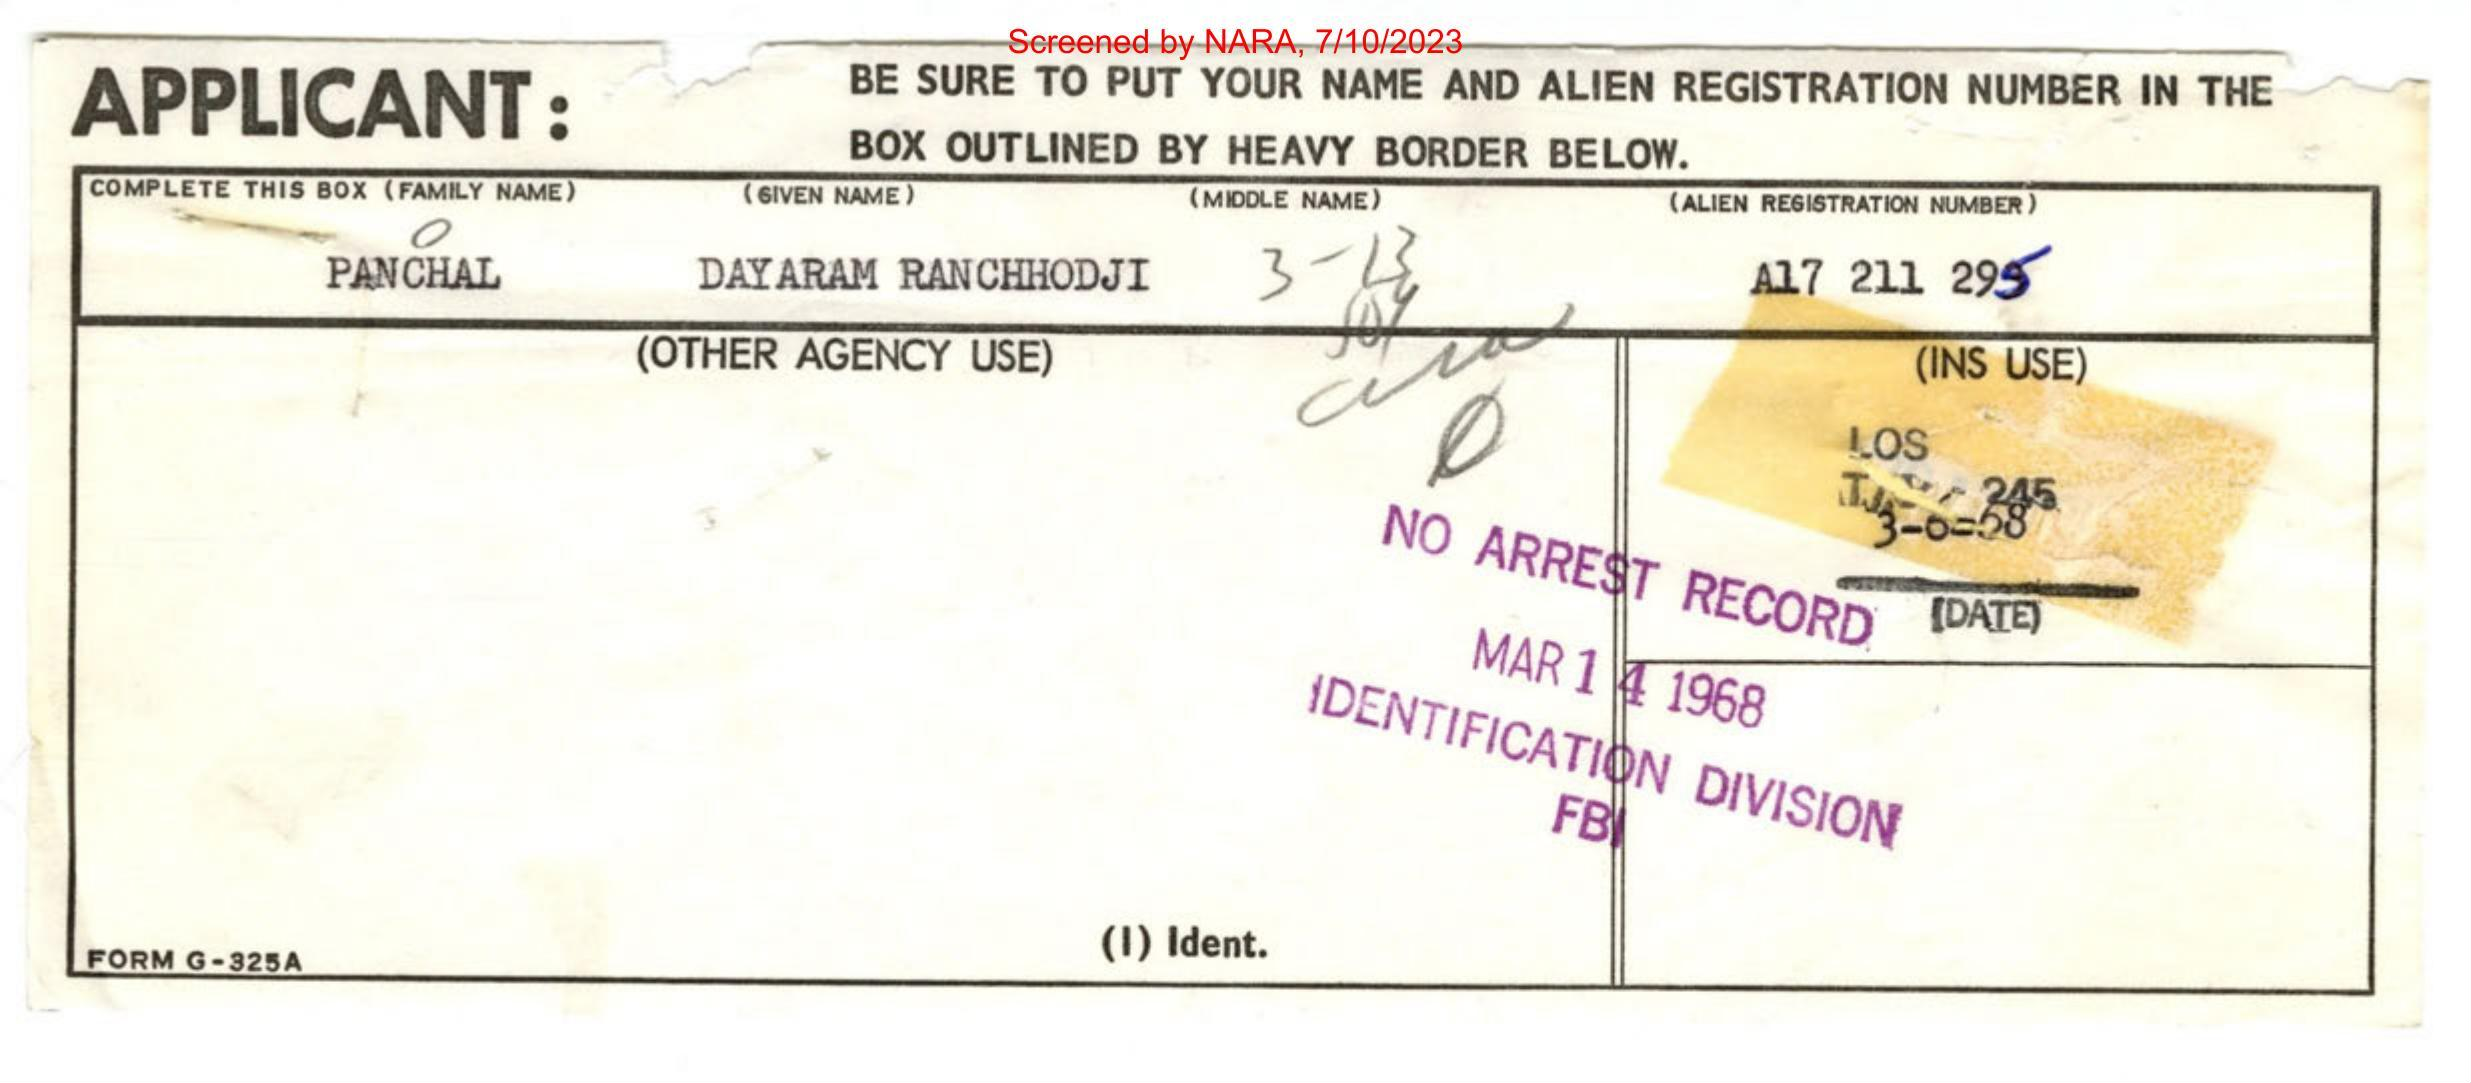 Screened by NARA, 7/10/2023
APPLICANT:
BE SURE TO PUT YOUR NAME AND ALIEN REGISTRATION NUMBER IN THE
BOX OUTLINED BY HEAVY BORDER BELOW.
COMPLETE THIS BOX (FAMILY NAME) (GIVEN NAME) (MIDDLE NAME) (ALIEN REGISTRATION NUMBER)
PANCHAL DAYARAM RANCHHODJI 3-13 A17 211 295
(OTHER AGENCY USE) (INS USE)
LOS
245
3-6-68
(DATE)
NO ARREST RECORD
MAR 14 1968
IDENTIFICATION DIVISION
FBI
FORM G-325A (1) Ident.